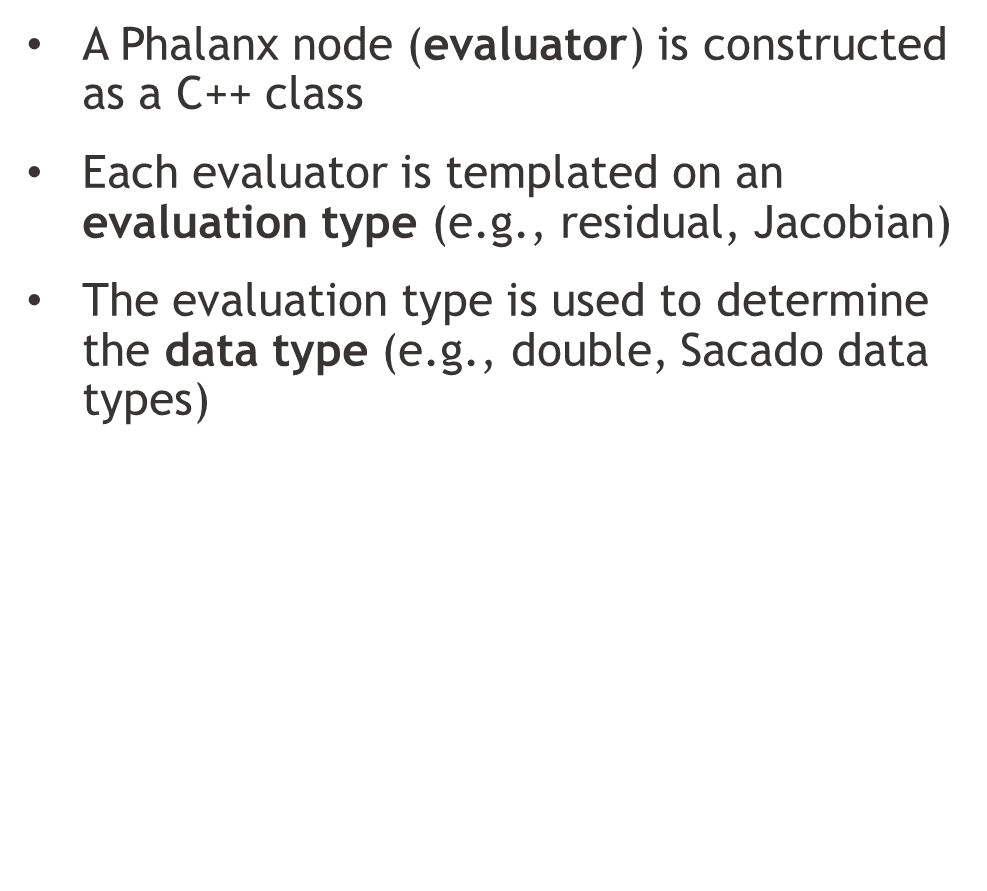 • A Phalanx node (evaluator) is constructed
as a C++ class
• Each evaluator is templated on an
evaluation type (e.g., residual, Jacobian)
• The evaluation type is used to determine
the data type (e.g., double, Sacado data
types)